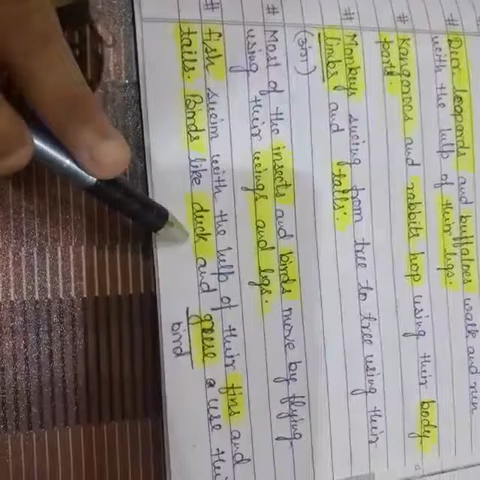 # Dear, leopards and buffaloes walk and run
with the help of their legs.
# Kangaroos and rabbits hop using their body
parts.
# Monkeys swing from tree to tree using their
limbs and tails.
# Most of the insects and birds move by flying
using their wings and legs.
# fish swim with the help of their fins and
tails. Birds like duck and geese use their
bird